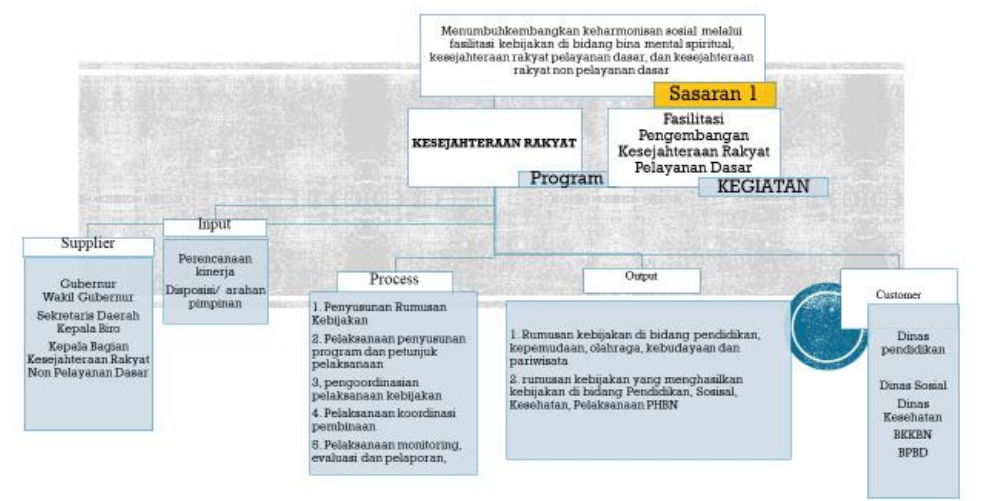 Menumbuhkembangkan keharmonisan sosial melalui
fasilitasi kebijakan di bidang bina mental spiritual,
kesejahteraan rakyat pelayanan dasar, dan kesejahteraan
rakyat non pelayanan dasar
Sasaran 1
KESEJAHTERAAN RAKYAT
Program
Fasilitasi
Pengembangan
Kesejahteraan Rakyat
Pelayanan Dasar
KEGIATAN
Supplier
Gubernur
Wakil Gubernur
Sekretaris Daerah
Kepala Biro
Kepala Bagian
Kesejahteraan Rakyat
Non Pelayanan Dasar
Input
Perencanaan
kinerja
Disposisi/ arahan
pimpinan
Process
1. Penyusunan Rumusan
Kebijakan
2. Pelaksanaan penyusunan
program dan petunjuk
pelaksanaan
3, pengoordinasian
pelaksanaan kebijakan
4. Pelaksanaan koordinasi
pembinaan
5. Pelaksanaan monitoring,
evaluasi dan pelaporan,
Output
1. Rumusan kebijakan di bidang pendidikan,
kepemudaan, olahraga, kebudayaan dan
pariwisata
2. rumusan kebijakan yang menghasilkan
kebijakan di bidang Pendidikan, Sosisal,
Kesehatan, Pelaksanaan PHBN
Customer
Dinas
pendidikan
Dinas Sosial
Dinas
Kesehatan
BKKBN
BPBD